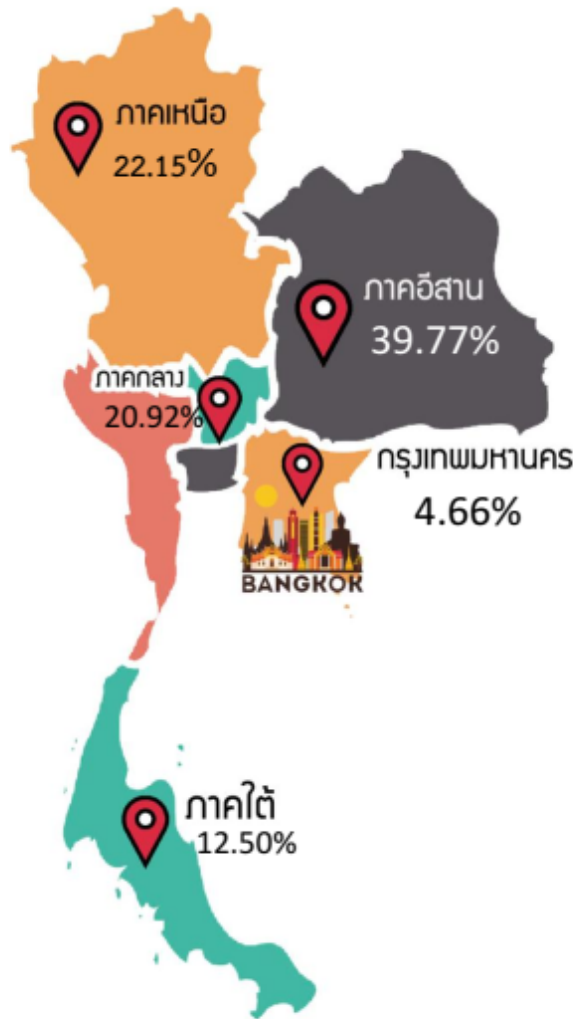 ภาคเหนือ
22.15%
ภาคอีสาน
39.77%
ภาคกลาง
20.92%
กรุงเทพมหานคร
4.66%
BANGKOK
ภาคใต้
12.50%